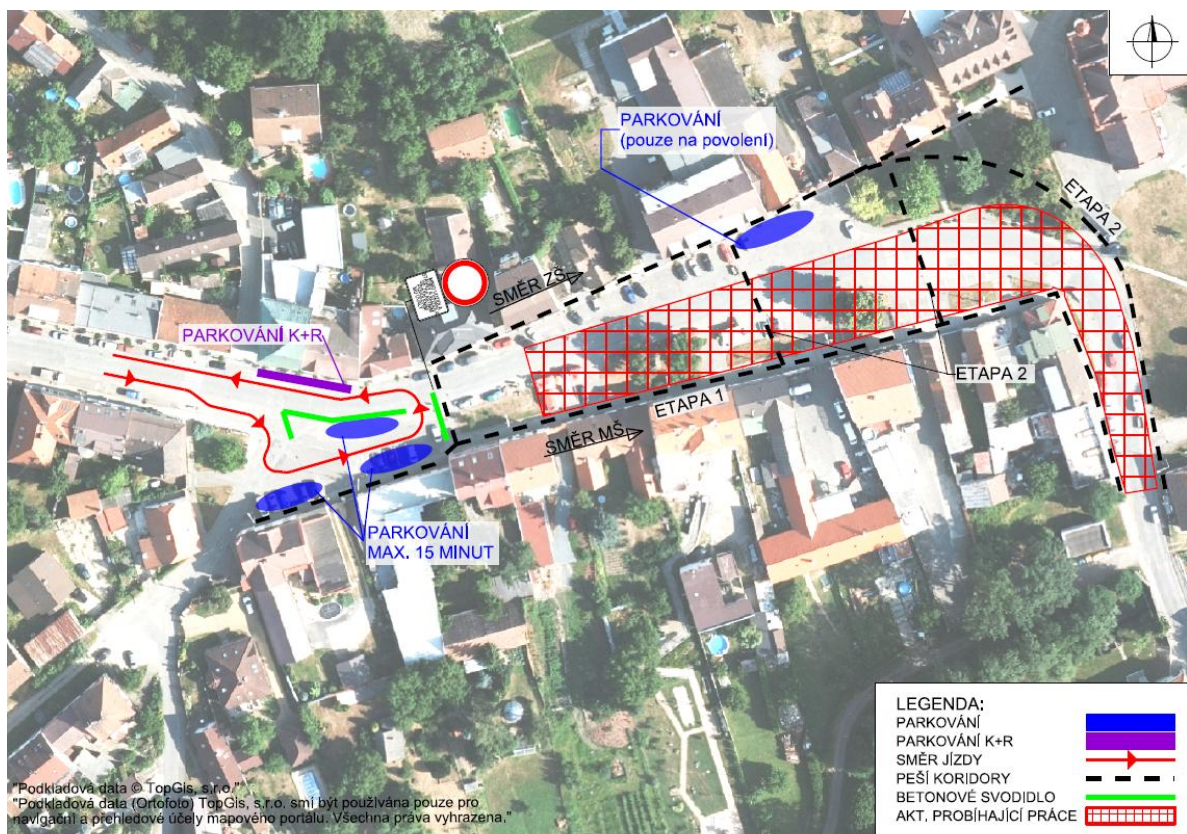 PARKOVÁNÍ
(pouze na povolení)
ETAPA 2
SMĚR ZŠ
PARKOVÁNÍ K+R
ETAPA 2
ETAPA 1
SMĚR MŠ
PARKOVÁNÍ
MAX. 15 MINUT
LEGENDA:
PARKOVÁNÍ
PARKOVÁNÍ K+R
SMĚR JÍZDY
PEŠÍ KORIDORY
BETONOVÉ SVODIDLO
AKT. PROBÍHAJÍCÍ PRÁCE
"Podkladová data © TopGis, s.r.o."
"Podkladová data (Ortofoto) TopGis, s.r.o. smí být používána pouze pro
navigační a přehledové účely mapového portálu. Všechna práva vyhrazena."